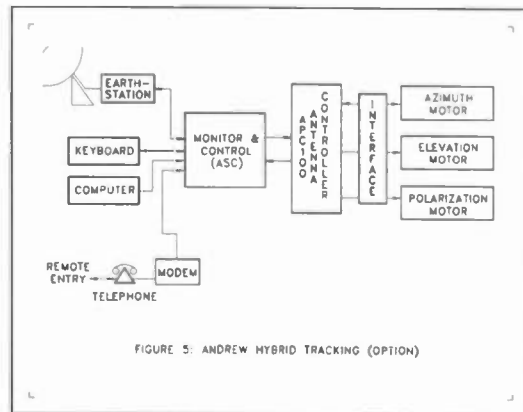 EARTH-
STATION
KEYBOARD
COMPUTER
MONITOR &
CONTROL
(ASC)
APC100
ANTENNA
CONTROLLER
INTERFACE
AZIMUTH
MOTOR
ELEVATION
MOTOR
POLARIZATION
MOTOR
REMOTE
ENTRY
TELEPHONE
MODEM
FIGURE 5: ANDREW HYBRID TRACKING (OPTION)